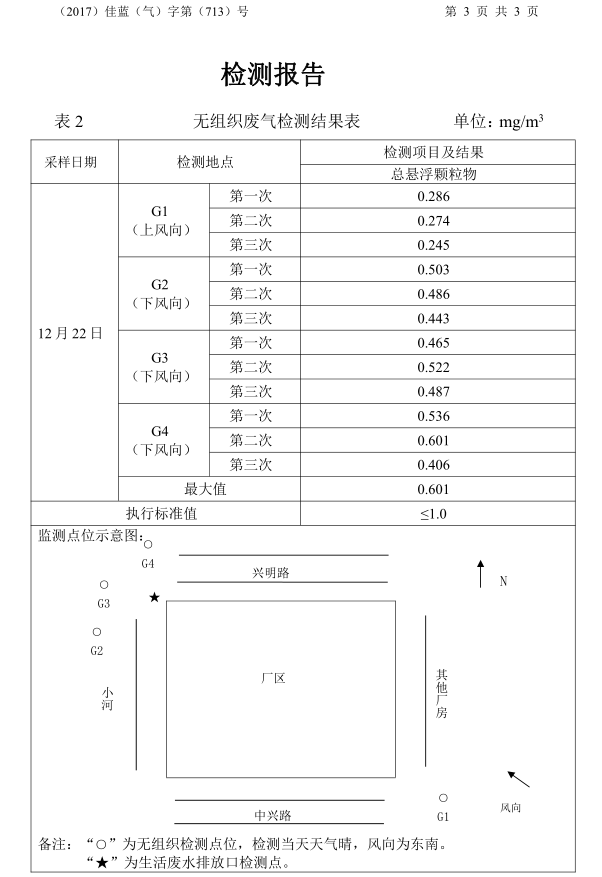 （2017）佳蓝（气）字第（713）号 第 3 页 共 3 页
检测报告
表 2 无组织废气检测结果表 单位：mg/m³
采样日期 检测地点 检测项目及结果
总悬浮颗粒物
12 月 22 日
G1（上风向） 第一次 0.286
第二次 0.274
第三次 0.245
G2（下风向） 第一次 0.503
第二次 0.486
第三次 0.443
G3（下风向） 第一次 0.465
第二次 0.522
第三次 0.487
G4（下风向） 第一次 0.536
第二次 0.601
第三次 0.406
最大值 0.601
执行标准值 ≤1.0
监测点位示意图：
○
G4
兴明路
N
○
G3
★
○
G2
小河
厂区
其他厂房
○
G1
风向
中兴路
备注：“○”为无组织检测点位，检测当天天气晴，风向为东南。
“★”为生活废水排放口检测点。